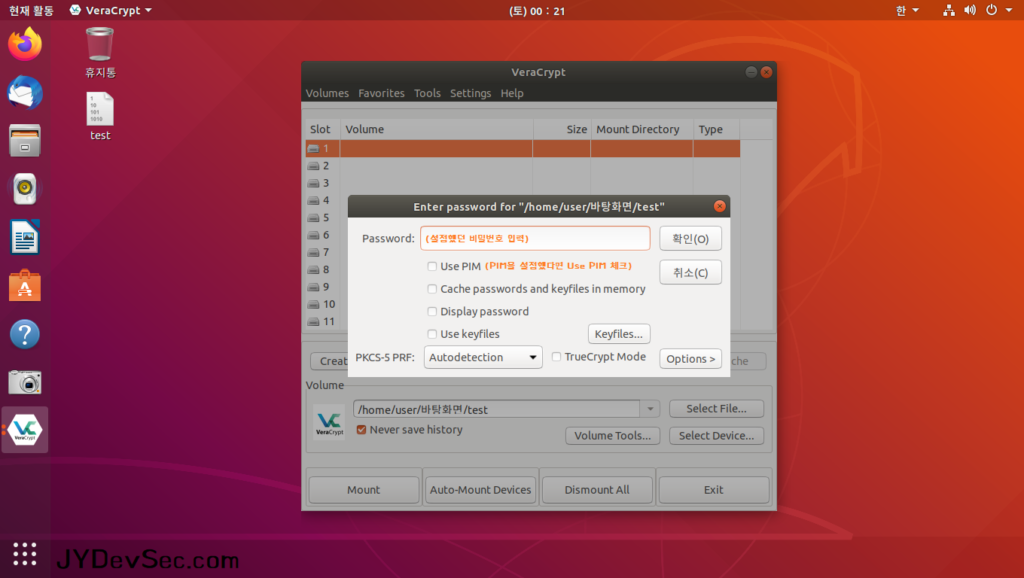 현재 활동 VeraCrypt (토) 00 : 21 한
휴지통
test
VeraCrypt
Volumes Favorites Tools Settings Help
Slot Volume Size Mount Directory Type
1
2
3
4
5
6
7
8
9
10
11
Enter password for "/home/user/바탕화면/test"
Password: (설정했던 비밀번호 입력) 확인(O)
Use PIM (PIM을 설정했다면 Use PIM 체크) 취소(C)
Cache passwords and keyfiles in memory
Display password
Use keyfiles Keyfiles...
PKCS-5 PRF: Autodetection TrueCrypt Mode Options >
Creat che
Volume
VeraCrypt /home/user/바탕화면/test Select File...
Never save history Volume Tools... Select Device...
Mount Auto-Mount Devices Dismount All Exit
JYDevSec.com